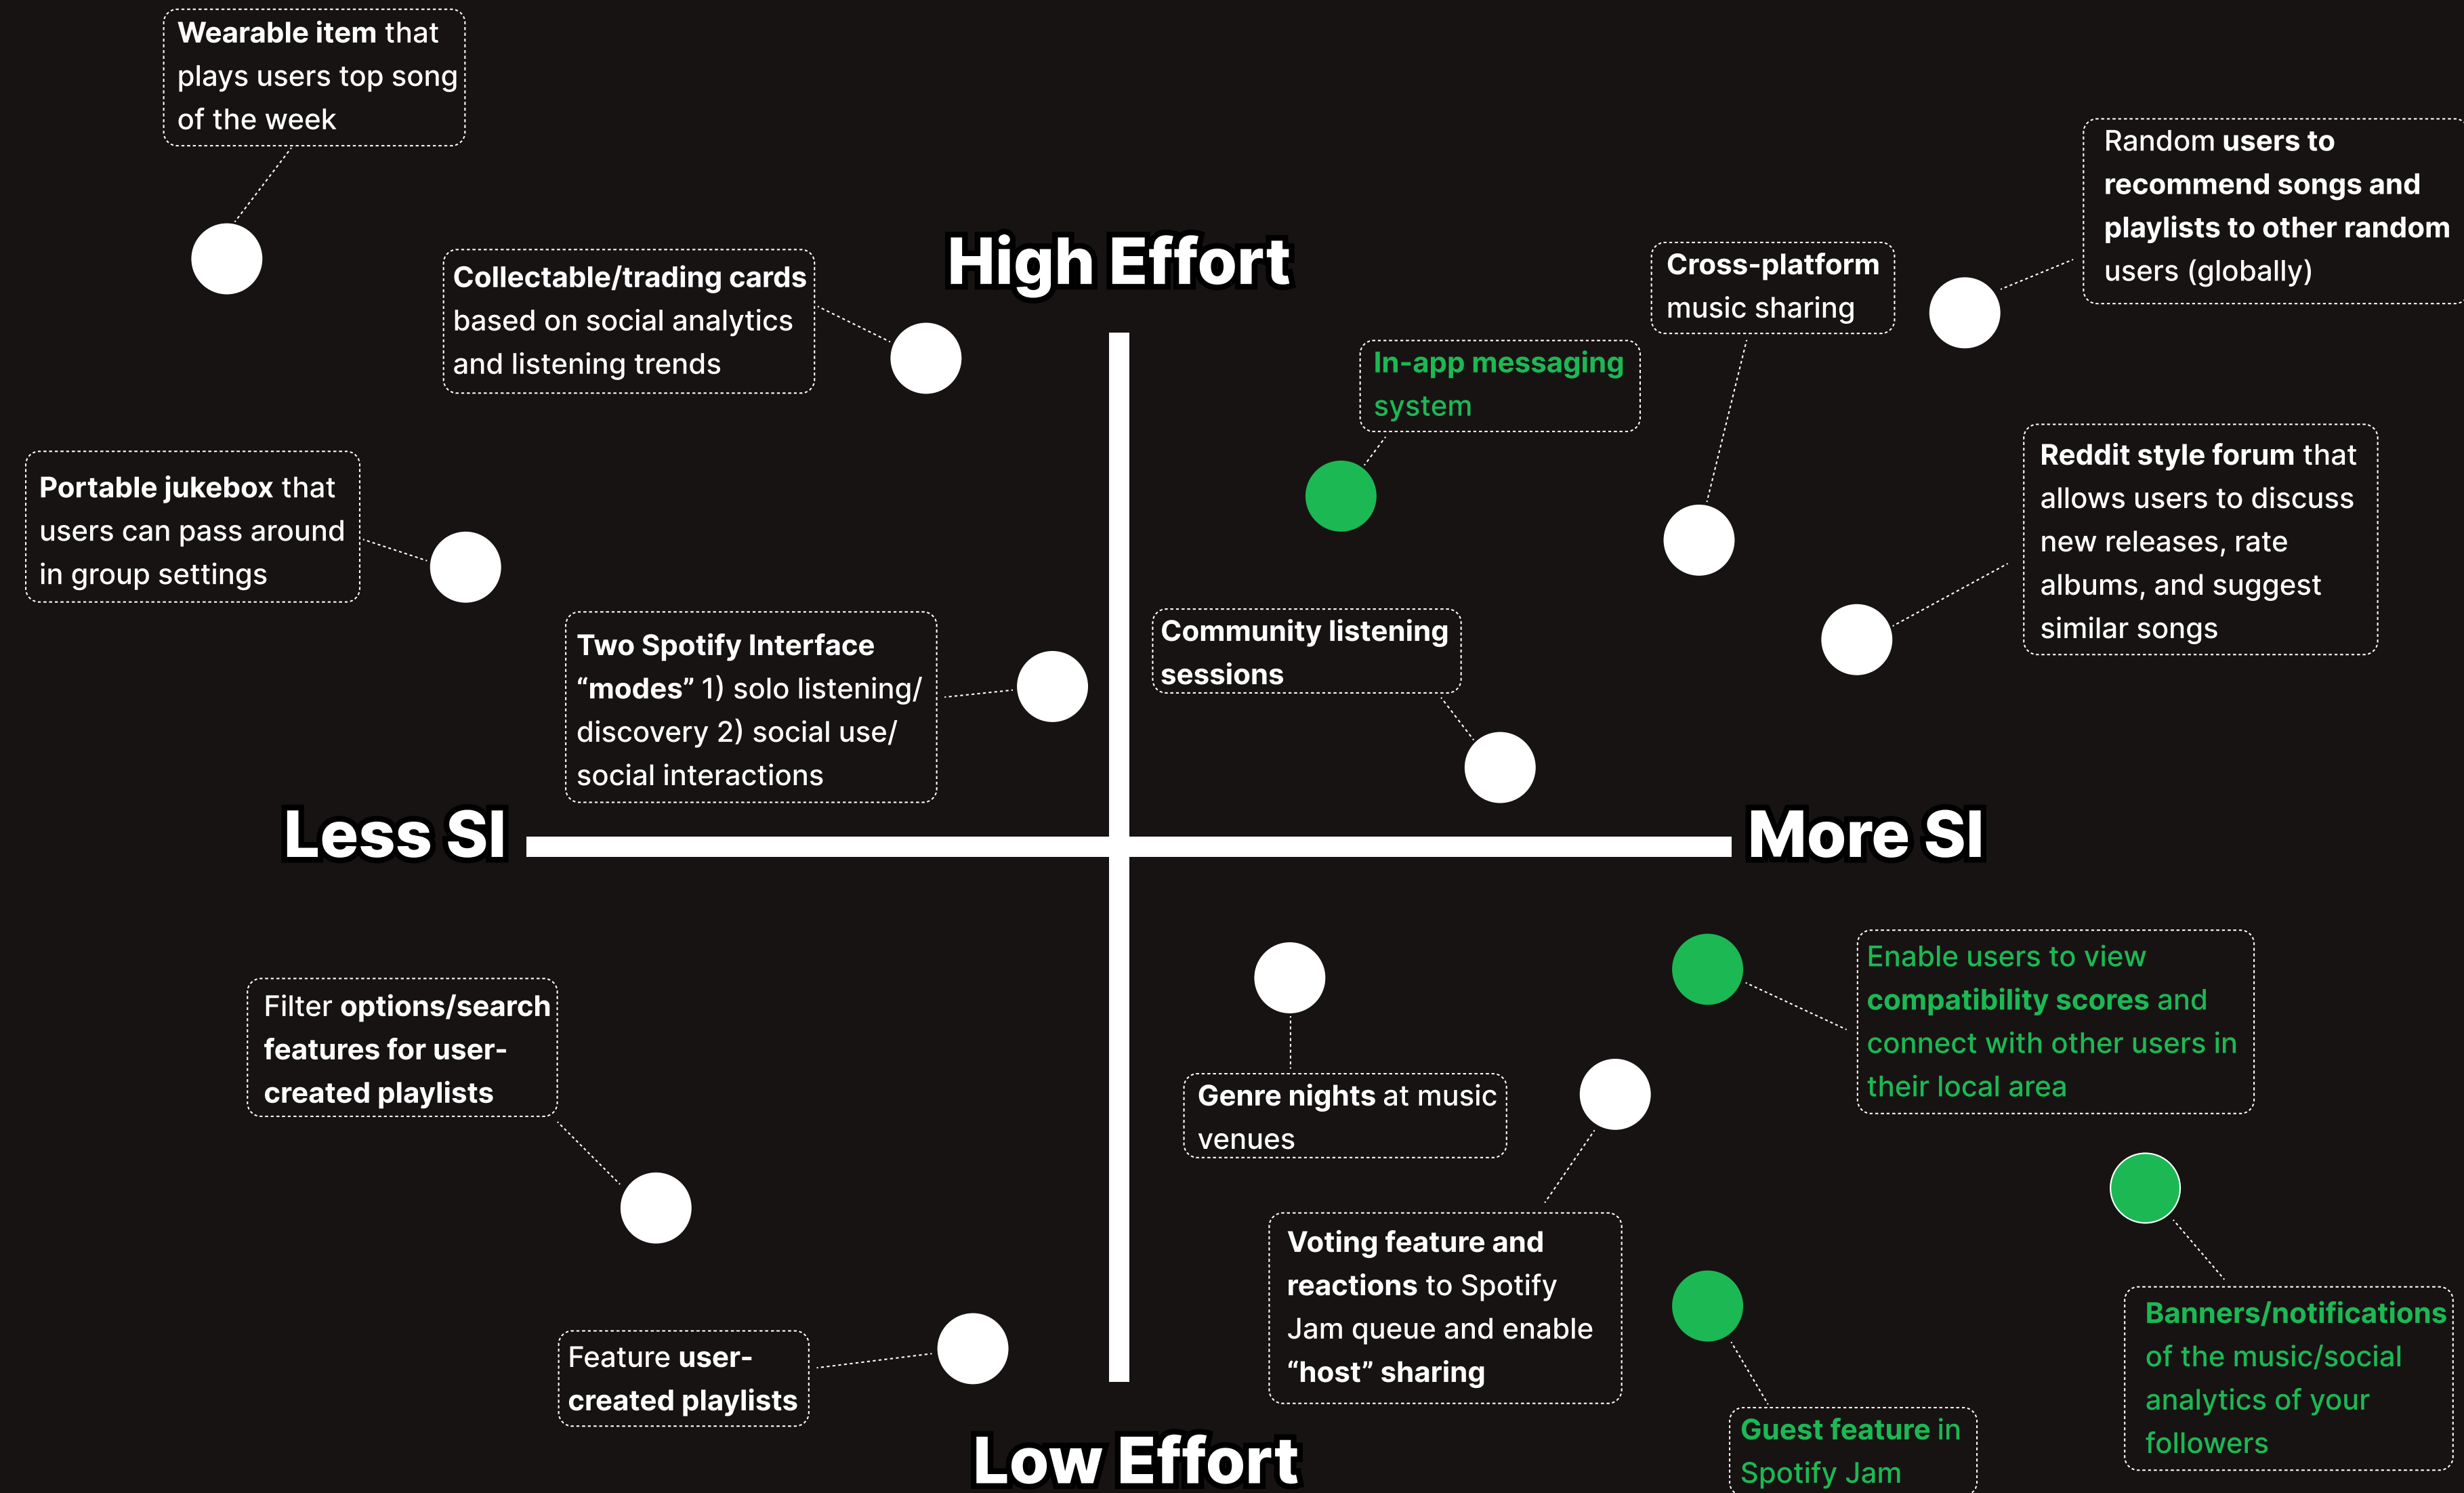 Wearable item that
plays users top song
of the week
Random users to
recommend songs and
playlists to other random
users (globally)
High Effort
Collectable/trading cards
based on social analytics
and listening trends
Cross-platform
music sharing
In-app messaging
system
Portable jukebox that
users can pass around
in group settings
Reddit style forum that
allows users to discuss
new releases, rate
albums, and suggest
similar songs
Two Spotify Interface
“modes” 1) solo listening/
discovery 2) social use/
social interactions
Community listening
sessions
Less SI
More SI
Filter options/search
features for user-
created playlists
Enable users to view
compatibility scores and
connect with other users in
their local area
Genre nights at music
venues
Voting feature and
reactions to Spotify
Jam queue and enable
“host” sharing
Feature user-
created playlists
Banners/notifications
of the music/social
analytics of your
followers
Guest feature in
Spotify Jam
Low Effort